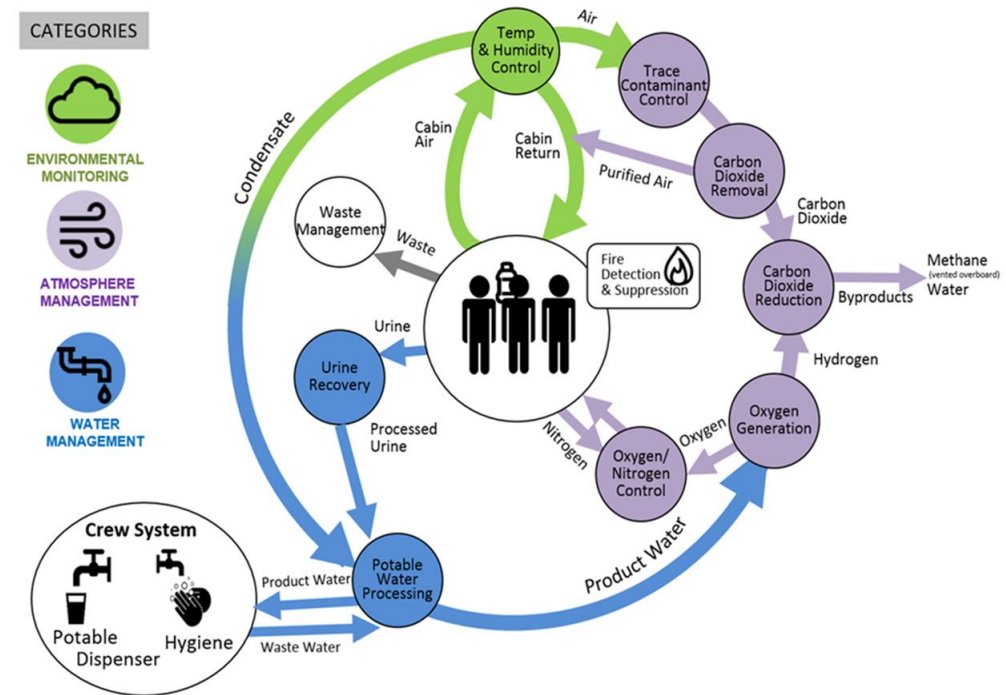 CATEGORIES
ENVIRONMENTAL
MONITORING
ATMOSPHERE
MANAGEMENT
WATER
MANAGEMENT
Temp
& Humidity
Control
Air
Trace
Contaminant
Control
Condensate
Cabin
Air
Cabin
Return
Purified Air
Carbon
Dioxide
Removal
Carbon
Dioxide
Waste
Management
Waste
Fire
Detection
& Suppression
Carbon
Dioxide
Reduction
Methane
(vented overboard)
Water
Byproducts
Urine
Urine
Recovery
Hydrogen
Processed
Urine
Nitrogen
Oxygen
Oxygen
Generation
Oxygen/
Nitrogen
Control
Crew System
Potable
Dispenser
Hygiene
Product Water
Waste Water
Potable
Water
Processing
Product Water